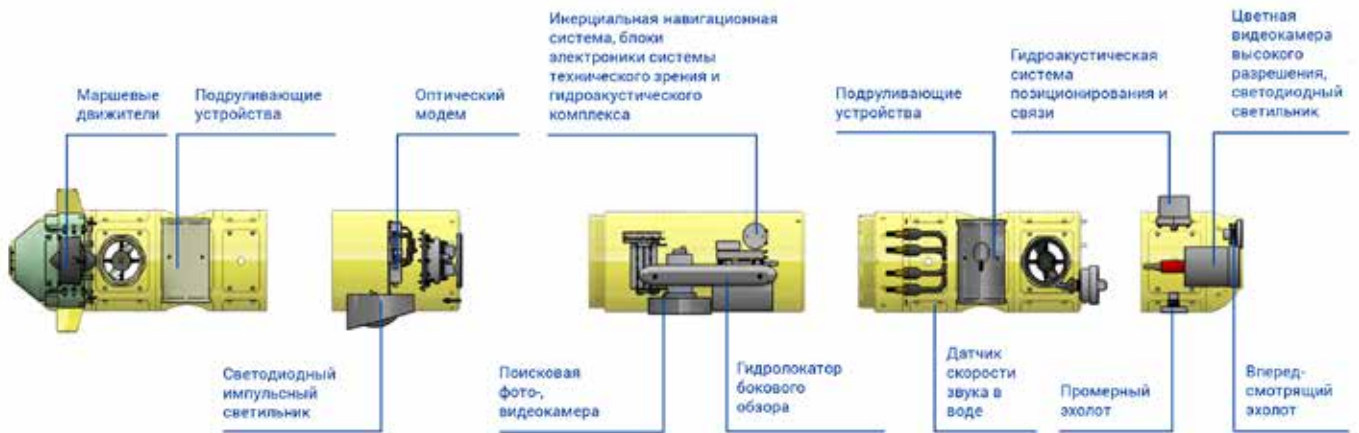 Маршевые
движители
Подруливающие
устройства
Оптический
модем
Инерциальная навигационная
система, блоки
электроники системы
технического зрения и
гидроакустического
комплекса
Подруливающие
устройства
Гидроакустическая
система
позиционирования и
связи
Цветная
видеокамера
высокого
разрешения,
светодиодный
светильник
Светодиодный
импульсный
светильник
Поисковая
фото-,
видеокамера
Гидролокатор
бокового
обзора
Датчик
скорости
звука в
воде
Промерный
эхолот
Вперед-
смотрящий
эхолот